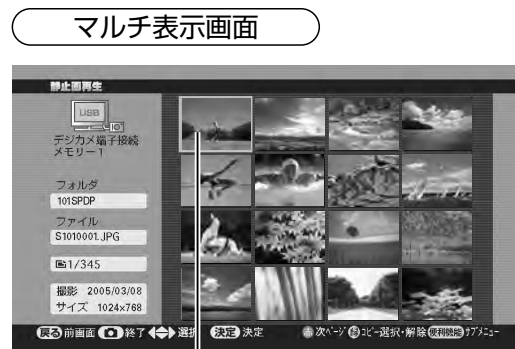 マルチ表示画面
静止画再生
USB
デジカメ端子接続
メモリー1
フォルダ
101SPDP
ファイル
S1010001.JPG
1/345
撮影 2005/03/08
サイズ 1024×768
戻る 前画面 終了 選択 決定 決定 赤 次ページ 緑 コピー選択・解除 便利機能 サブメニュー